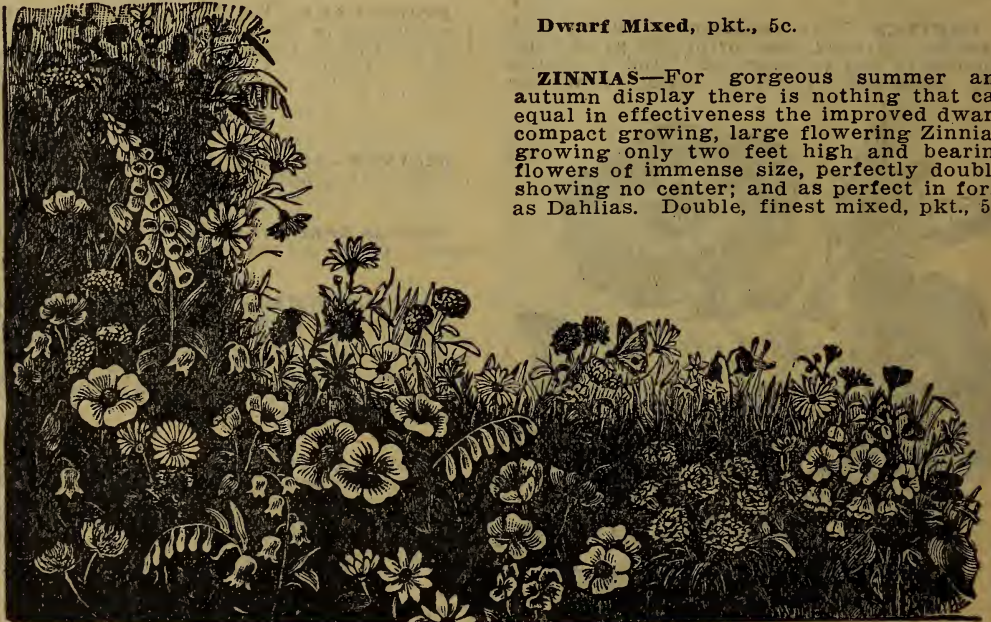 Dwarf Mixed, pkt., 5c.
ZINNIAS—For gorgeous summer an
autumn display there is nothing that ca
equal in effectiveness the improved dwar
compact growing, large flowering Zinnia
growing only two feet high and bearin
flowers of immense size, perfectly doubl
showing no center; and as perfect in for
as Dahlias. Double, finest mixed, pkt., 5